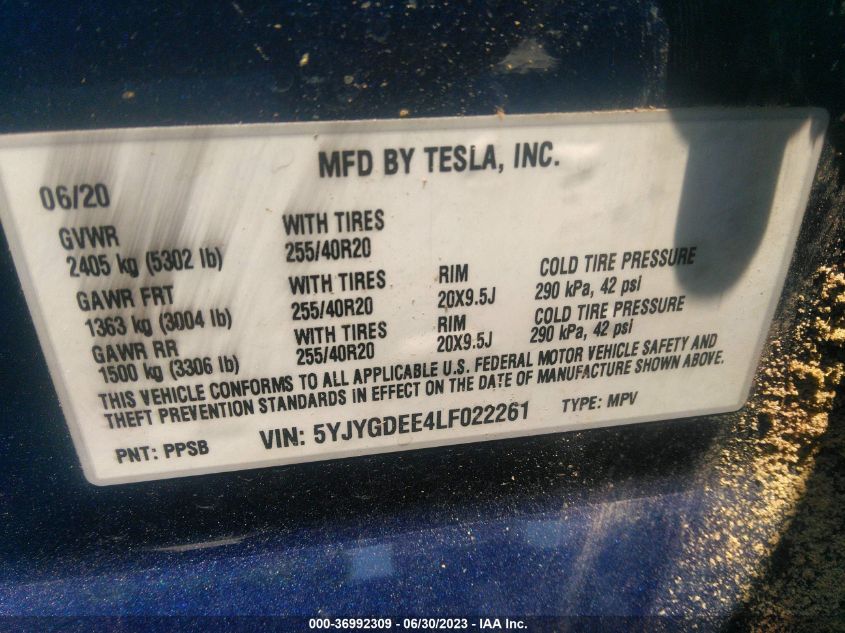 MFD BY TESLA, INC.
06/20
GVWR
2405 kg (5302 lb)
WITH TIRES
255/40R20
GAWR FRT
1363 kg (3004 lb)
WITH TIRES
255/40R20
RIM
20X9.5J
COLD TIRE PRESSURE
290 kPa, 42 psi
GAWR RR
1500 kg (3306 lb)
WITH TIRES
255/40R20
RIM
20X9.5J
COLD TIRE PRESSURE
290 kPa, 42 psi
THIS VEHICLE CONFORMS TO ALL APPLICABLE U.S. FEDERAL MOTOR VEHICLE SAFETY AND
THEFT PREVENTION STANDARDS IN EFFECT ON THE DATE OF MANUFACTURE SHOWN ABOVE.
PNT: PPSB VIN: 5YJYGDEE4LF022261 TYPE: MPV
000-36992309 - 06/30/2023 - IAA Inc.